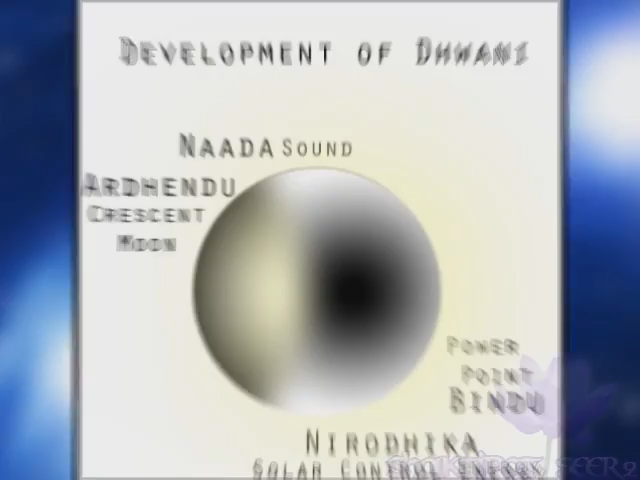 Development of Dhwani
Naada Sound
Ardhendu
Crescent
Moon
Power
Point
Bindu
Nirodhika
Solar Control Energy